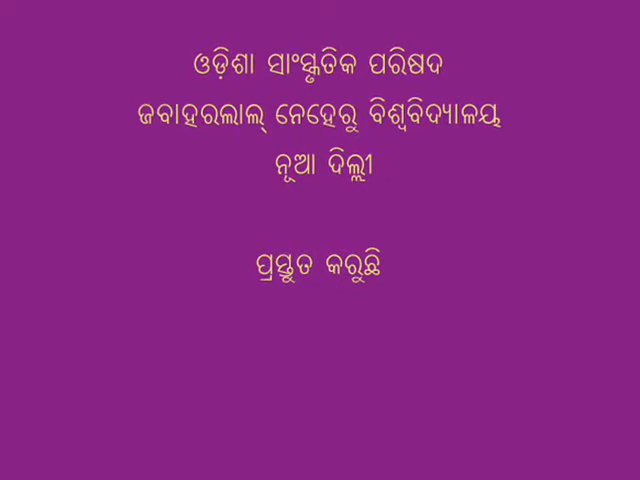 ଓଡ଼ିଶା ସାଂସ୍କୃତିକ ପରିଷଦ
ଜବାହରଲାଲ୍ ନେହେରୁ ବିଶ୍ୱବିଦ୍ୟାଳୟ
ନୂଆ ଦିଲ୍ଲୀ
ପ୍ରସ୍ତୁତ କରୁଛି